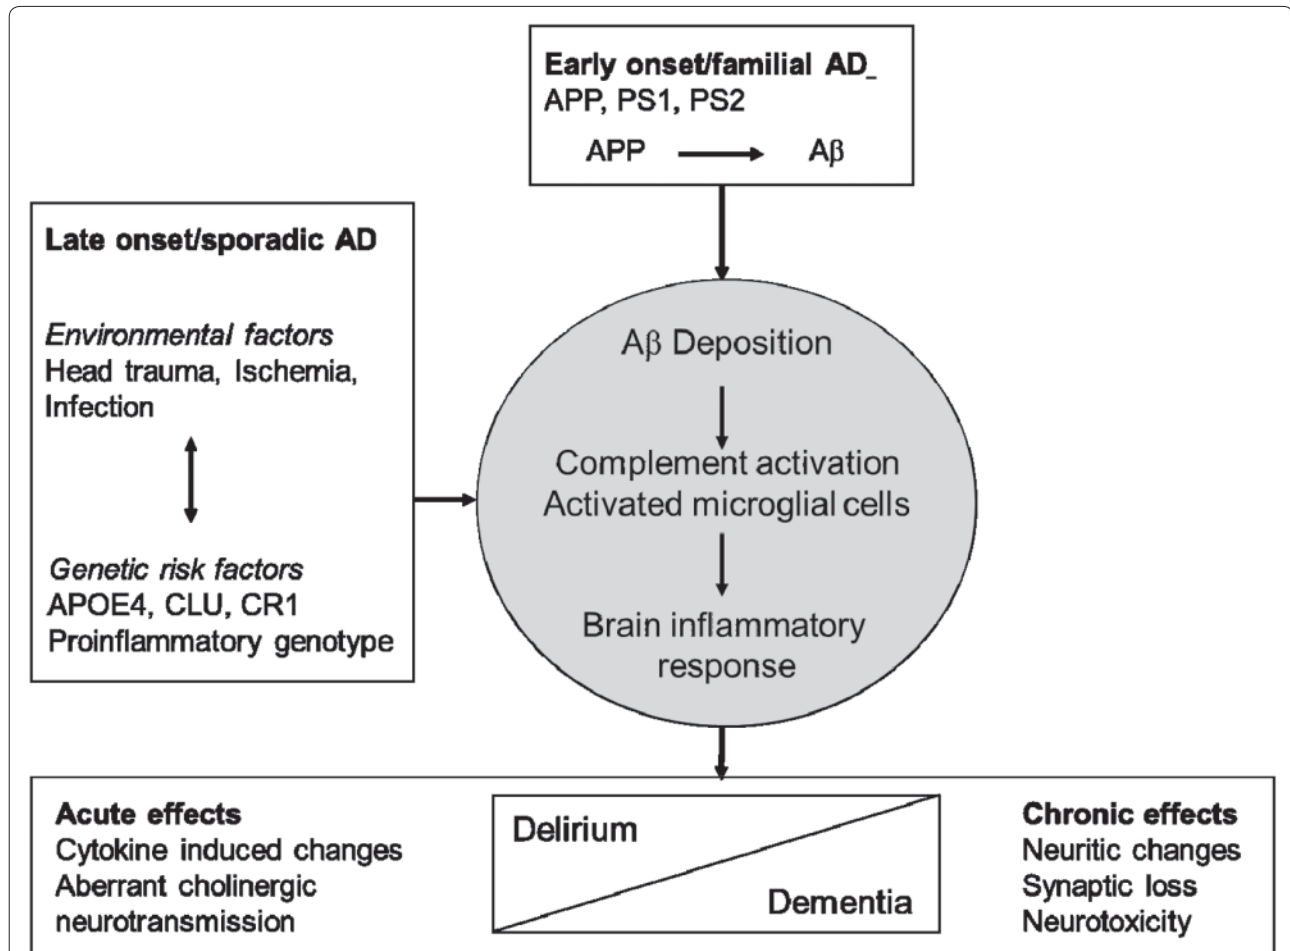 Early onset/familial AD_
APP, PS1, PS2
APP Aβ
Late onset/sporadic AD
Environmental factors
Head trauma, Ischemia,
Infection
Genetic risk factors
APOE4, CLU, CR1
Proinflammatory genotype
Aβ Deposition
Complement activation
Activated microglial cells
Brain inflammatory
response
Acute effects
Cytokine induced changes
Aberrant cholinergic
neurotransmission
Delirium
Dementia
Chronic effects
Neuritic changes
Synaptic loss
Neurotoxicity